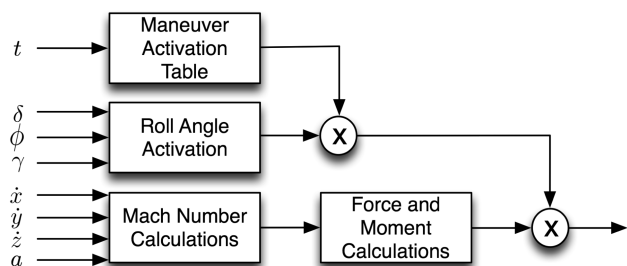 t
Maneuver
Activation
Table
δ
ϕ
γ
Roll Angle
Activation
X
ẋ
ẏ
ż
a
Mach Number
Calculations
Force and
Moment
Calculations
X